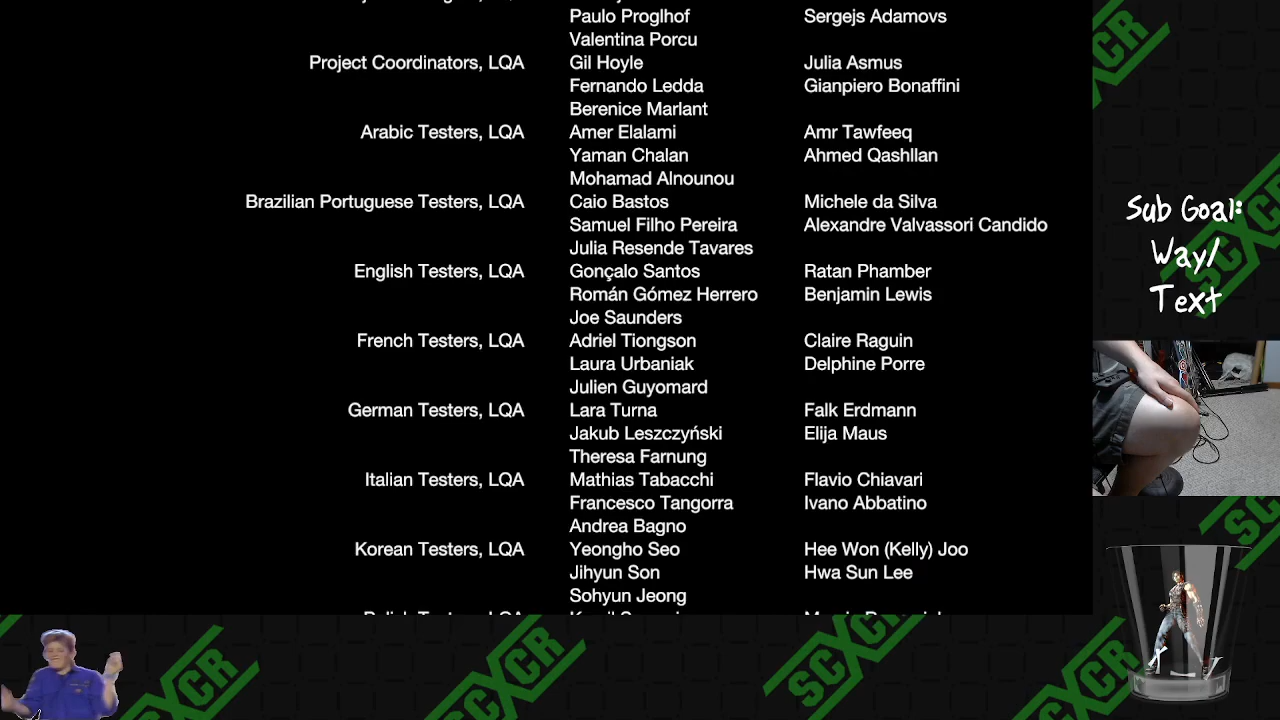 Paulo Proglhof Sergejs Adamovs
Valentina Porcu
Project Coordinators, LQA Gil Hoyle Julia Asmus
Fernando Ledda Gianpiero Bonaffini
Berenice Marlant
Arabic Testers, LQA Amer Elalami Amr Tawfeeq
Yaman Chalan Ahmed Qashllan
Mohamad Alnounou
Brazilian Portuguese Testers, LQA Caio Bastos Michele da Silva
Samuel Filho Pereira Alexandre Valvassori Candido
Julia Resende Tavares
English Testers, LQA Gonçalo Santos Ratan Phamber
Román Gómez Herrero Benjamin Lewis
Joe Saunders
French Testers, LQA Adriel Tiongson Claire Raguin
Laura Urbaniak Delphine Porre
Julien Guyomard
German Testers, LQA Lara Turna Falk Erdmann
Jakub Leszczyński Elija Maus
Theresa Farnung
Italian Testers, LQA Mathias Tabacchi Flavio Chiavari
Francesco Tangorra Ivano Abbatino
Andrea Bagno
Korean Testers, LQA Yeongho Seo Hee Won (Kelly) Joo
Jihyun Son Hwa Sun Lee
Sohyun Jeong
Sub Goal:
Way/
Text
SCXCR
SCXCR
SCXCR
SCXCR
SCXCR